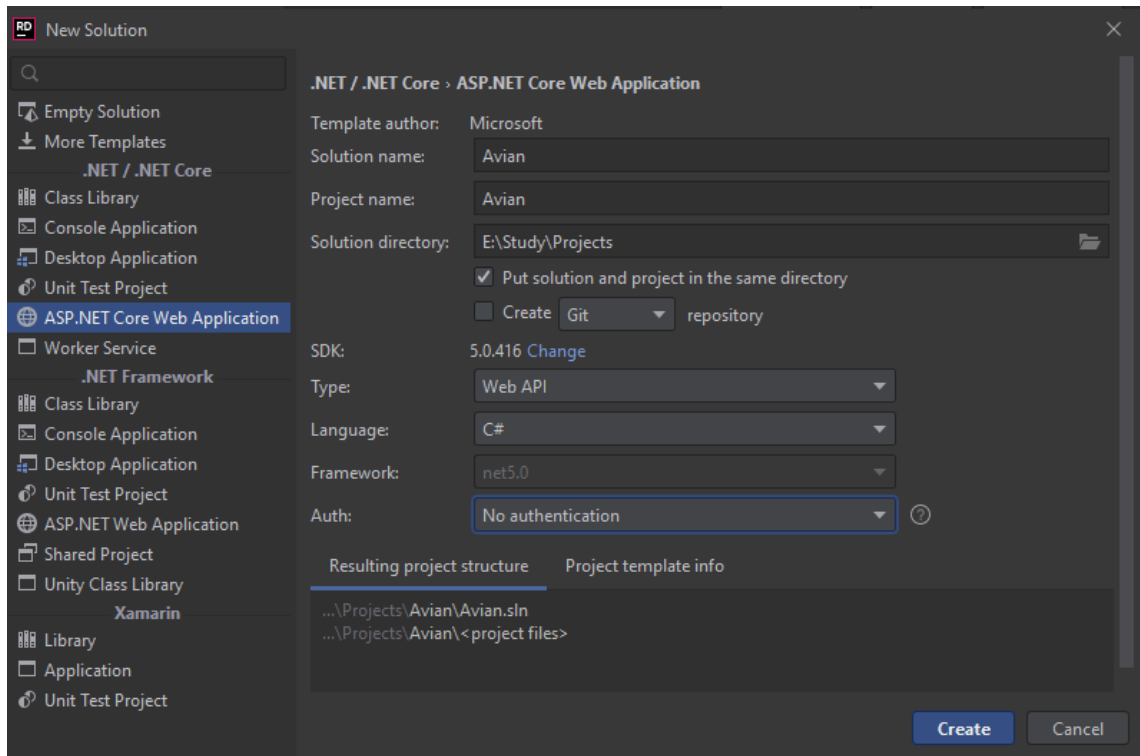 RD New Solution
Empty Solution
More Templates
.NET / .NET Core
Class Library
Console Application
Desktop Application
Unit Test Project
ASP.NET Core Web Application
Worker Service
.NET Framework
Class Library
Console Application
Desktop Application
Unit Test Project
ASP.NET Web Application
Shared Project
Unity Class Library
Xamarin
Library
Application
Unit Test Project
.NET / .NET Core › ASP.NET Core Web Application
Template author: Microsoft
Solution name: Avian
Project name: Avian
Solution directory: E:\Study\Projects
Put solution and project in the same directory
Create Git repository
SDK: 5.0.416 Change
Type: Web API
Language: C#
Framework: net5.0
Auth: No authentication ?
Resulting project structure Project template info
...\Projects\Avian\Avian.sln
...\Projects\Avian\<project files>
Create Cancel